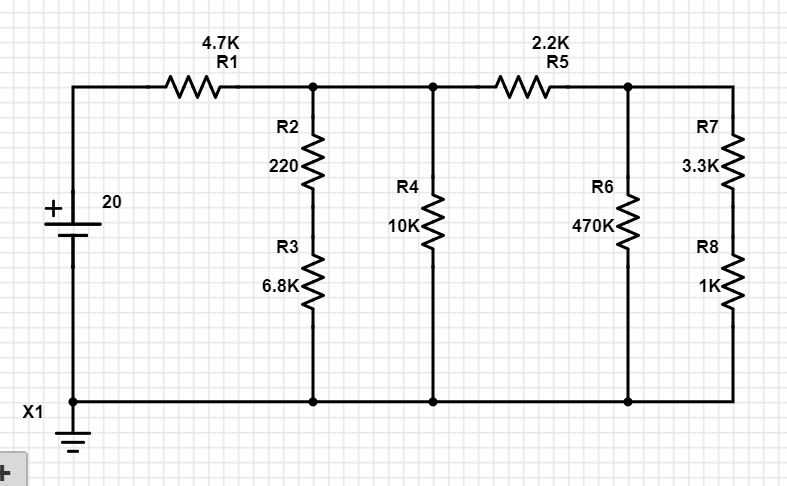 4.7K
R1
2.2K
R5
R2
220
R7
3.3K
+
20
R4
10K
R6
470K
R3
6.8K
R8
1K
X1
+